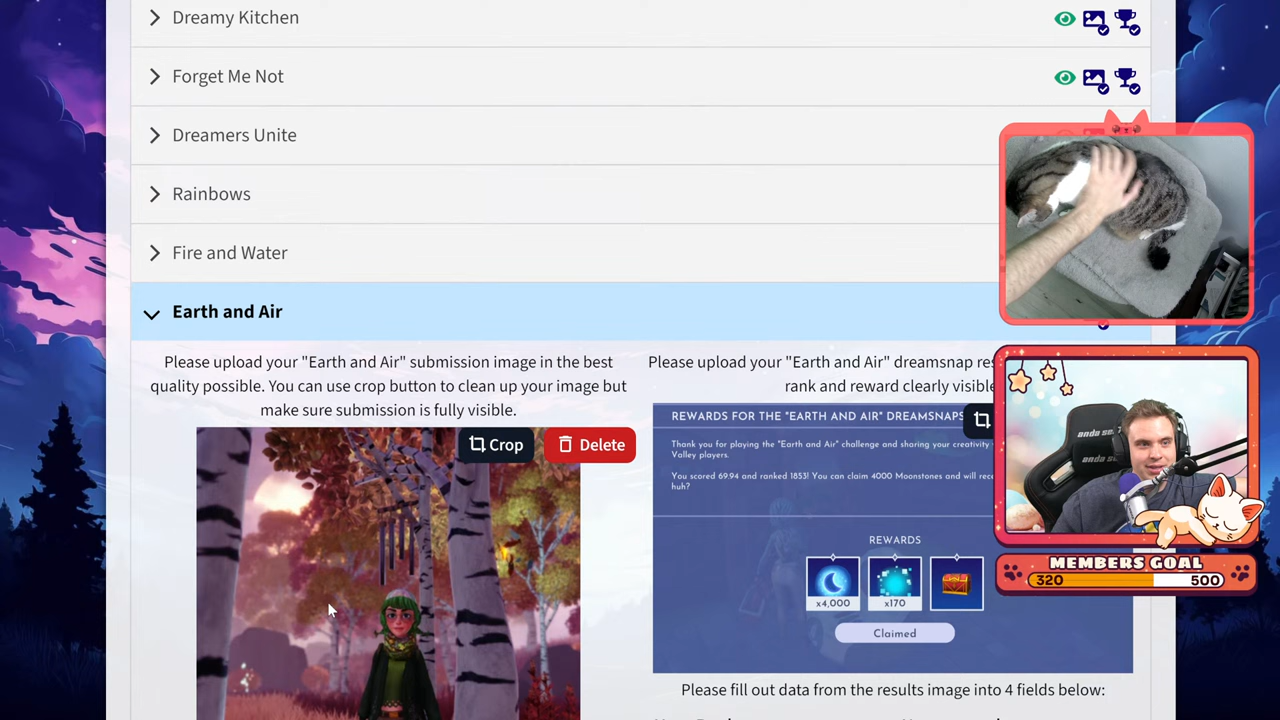 Dreamy Kitchen
Forget Me Not
Dreamers Unite
Rainbows
Fire and Water
Earth and Air
Please upload your "Earth and Air" submission image in the best
quality possible. You can use crop button to clean up your image but
make sure submission is fully visible.
Crop
Delete
Please upload your "Earth and Air" dreamsnap
rank and reward clearly visible
REWARDS FOR THE "EARTH AND AIR" DREAMSNAPS
Thank you for playing the "Earth and Air" challenge and sharing your creativity
Valley players.
You scored 69.94 and ranked 1853! You can claim 4000 Moonstones and will
huh?
REWARDS
x4,000
x170
Claimed
Please fill out data from the results image into 4 fields below:
MEMBERS GOAL
320
500